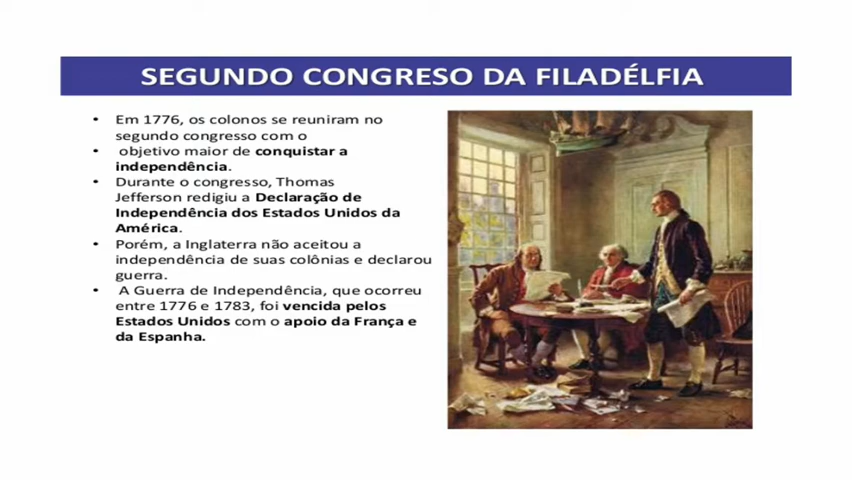 SEGUNDO CONGRESO DA FILADÉLFIA
• Em 1776, os colonos se reuniram no
segundo congresso com o
• objetivo maior de conquistar a
independência.
• Durante o congresso, Thomas
Jefferson redigiu a Declaração de
Independência dos Estados Unidos da
América.
• Porém, a Inglaterra não aceitou a
independência de suas colônias e declarou
guerra.
• A Guerra de Independência, que ocorreu
entre 1776 e 1783, foi vencida pelos
Estados Unidos com o apoio da França e
da Espanha.